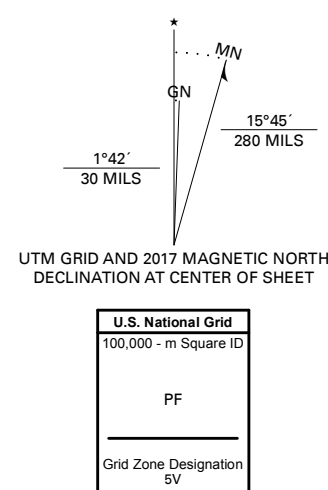 ★
MN
GN
15°45´
280 MILS
1°42´
30 MILS
UTM GRID AND 2017 MAGNETIC NORTH
DECLINATION AT CENTER OF SHEET
U.S. National Grid
100,000 - m Square ID
PF
Grid Zone Designation
5V